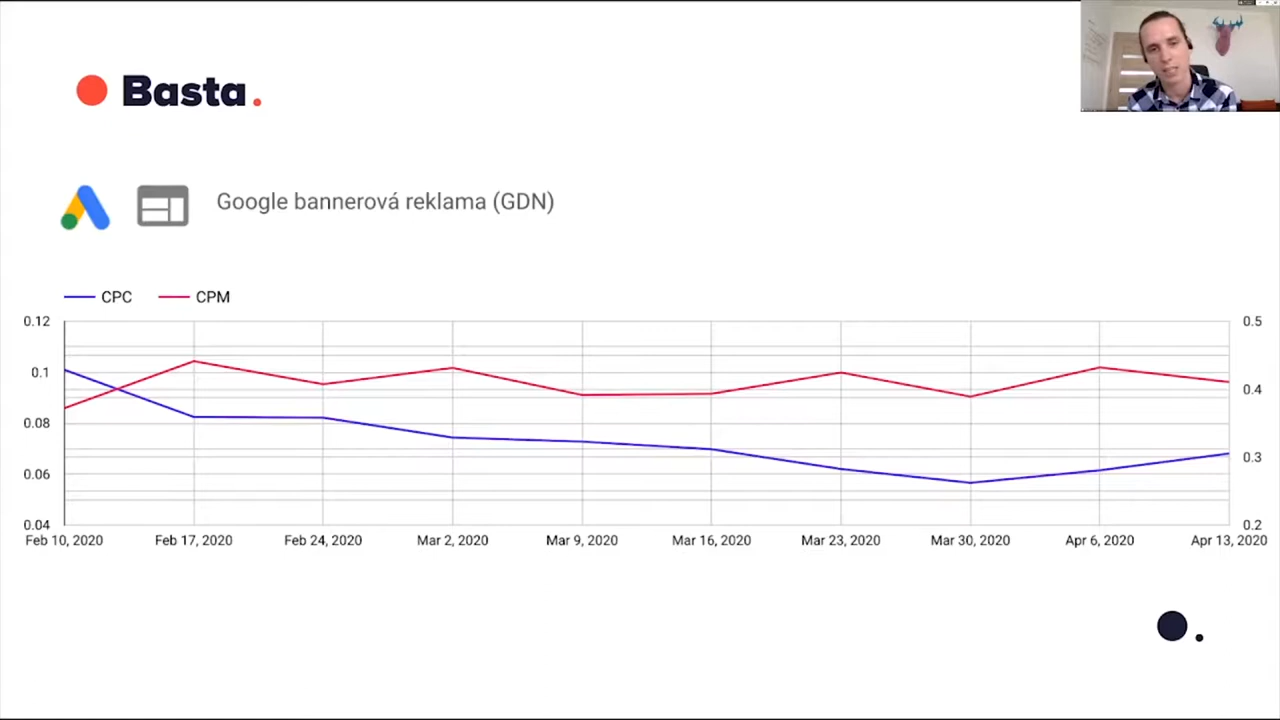 Basta.
Google bannerová reklama (GDN)
CPC CPM
0.12 0.5
0.1 0.4
0.08
0.06 0.3
0.04 0.2
Feb 10, 2020 Feb 17, 2020 Feb 24, 2020 Mar 2, 2020 Mar 9, 2020 Mar 16, 2020 Mar 23, 2020 Mar 30, 2020 Apr 6, 2020 Apr 13, 2020